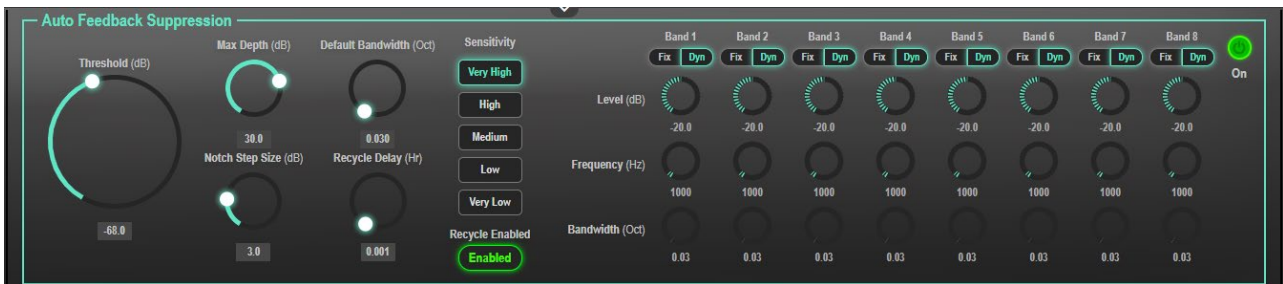 Auto Feedback Suppression
Threshold (dB)
-68.0
Max Depth (dB)
30.0
Default Bandwidth (Oct)
0.030
Notch Step Size (dB)
3.0
Recycle Delay (Hr)
0.001
Sensitivity
Very High
High
Medium
Low
Very Low
Recycle Enabled
Enabled
Band 1 Band 2 Band 3 Band 4 Band 5 Band 6 Band 7 Band 8
Fix Dyn Fix Dyn Fix Dyn Fix Dyn Fix Dyn Fix Dyn Fix Dyn Fix Dyn
On
Level (dB)
-20.0 -20.0 -20.0 -20.0 -20.0 -20.0 -20.0 -20.0
Frequency (Hz)
1000 1000 1000 1000 1000 1000 1000 1000
Bandwidth (Oct)
0.03 0.03 0.03 0.03 0.03 0.03 0.03 0.03